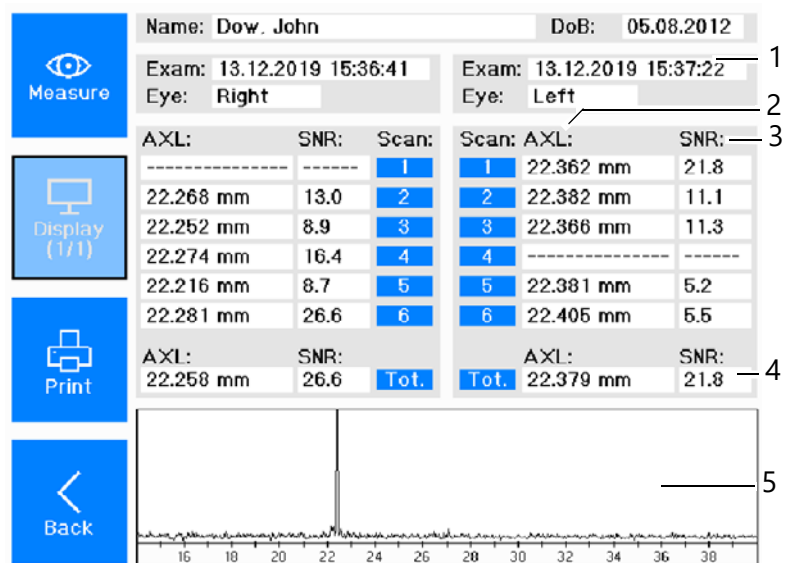 Name: Dow, John DoB: 05.08.2012
1
Measure
Exam: 13.12.2019 15:36:41 Exam: 13.12.2019 15:37:22
Eye: Right Eye: Left
2
AXL: SNR: Scan: Scan: AXL: SNR: 3
--------------- ------ 1 1 22.362 mm 21.8
22.268 mm 13.0 2 2 22.382 mm 11.1
Display
(1/1)
22.252 mm 8.9 3 3 22.366 mm 11.3
22.274 mm 16.4 4 4 --------------- ------
22.216 mm 8.7 5 5 22.381 mm 5.2
22.281 mm 26.6 6 6 22.405 mm 5.5
Print
AXL: SNR: AXL: SNR:
22.258 mm 26.6 Tot. Tot. 22.379 mm 21.8 4
5
Back
16 18 20 22 24 26 28 30 32 34 36 38